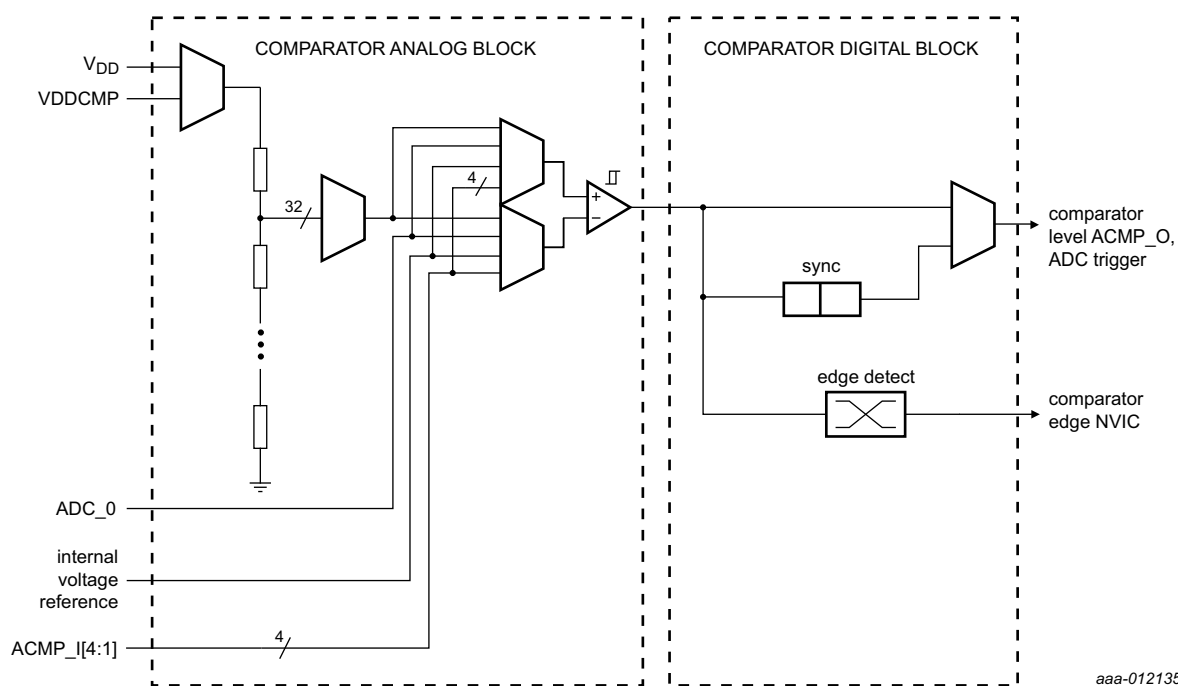 COMPARATOR ANALOG BLOCK
COMPARATOR DIGITAL BLOCK
VDD
VDDCMP
4
32
+
−
comparator
level ACMP_O,
ADC trigger
sync
edge detect
comparator
edge NVIC
ADC_0
internal
voltage
reference
ACMP_I[4:1]
4
aaa-012135